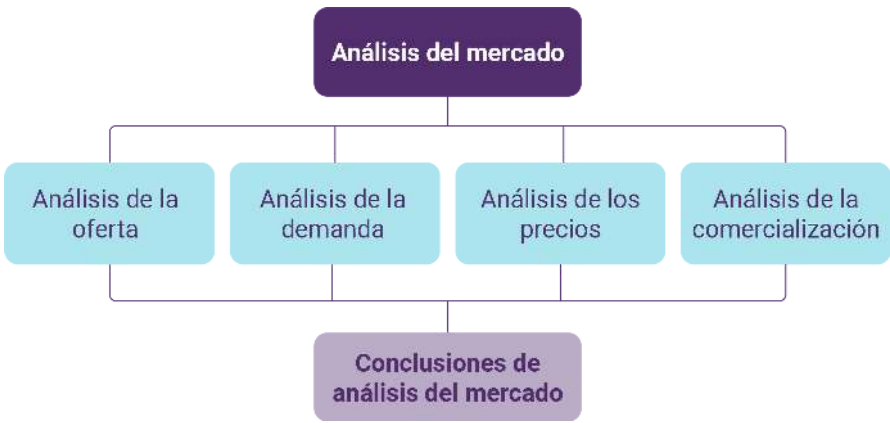 Análisis del mercado
Análisis de la
oferta
Análisis de la
demanda
Análisis de los
precios
Análisis de la
comercialización
Conclusiones de
análisis del mercado